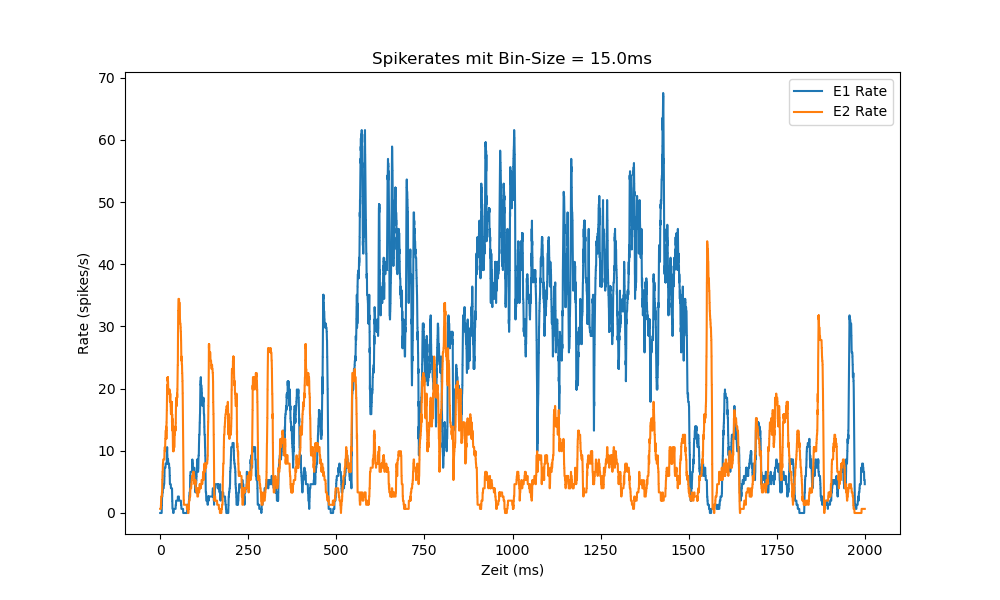 Spikerates mit Bin-Size = 15.0ms
E1 Rate
E2 Rate
Rate (spikes/s)
70
60
50
40
30
20
10
0
0 250 500 750 1000 1250 1500 1750 2000
Zeit (ms)